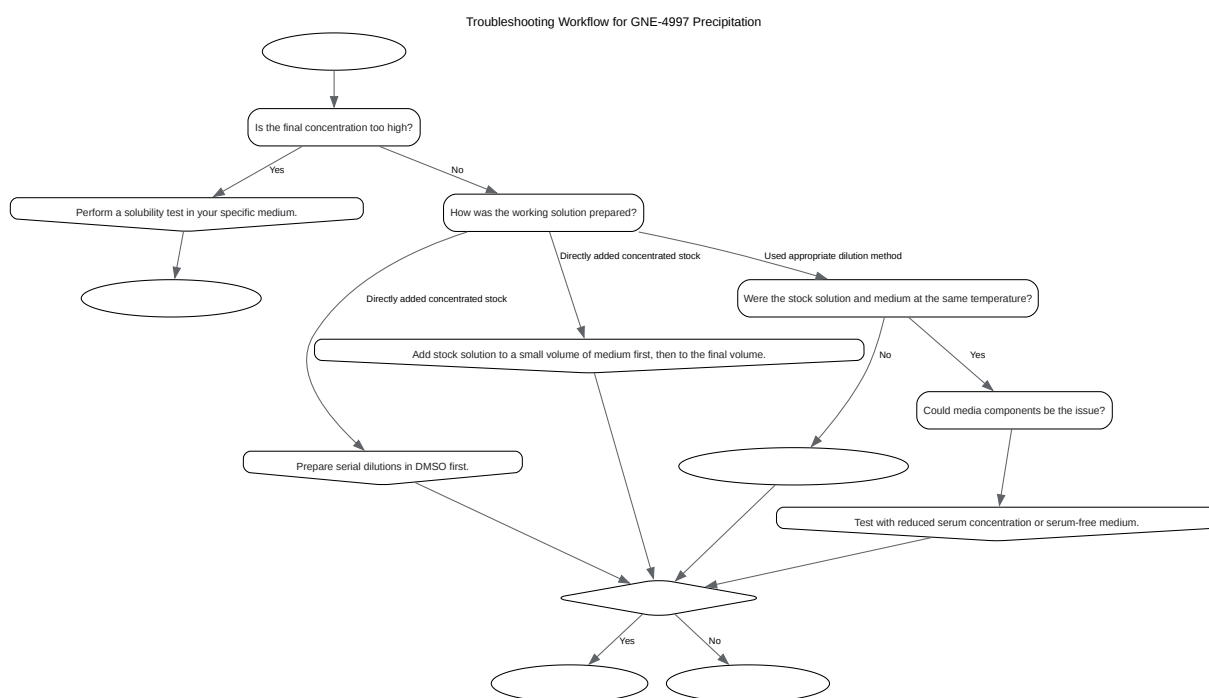 Troubleshooting Workflow for GNE-4997 Precipitation
Is the final concentration too high?
Yes
No
Perform a solubility test in your specific medium.
How was the working solution prepared?
Directly added concentrated stock
Used appropriate dilution method
Directly added concentrated stock
Were the stock solution and medium at the same temperature?
Add stock solution to a small volume of medium first, then to the final volume.
No
Yes
Could media components be the issue?
Prepare serial dilutions in DMSO first.
Test with reduced serum concentration or serum-free medium.
Yes
No